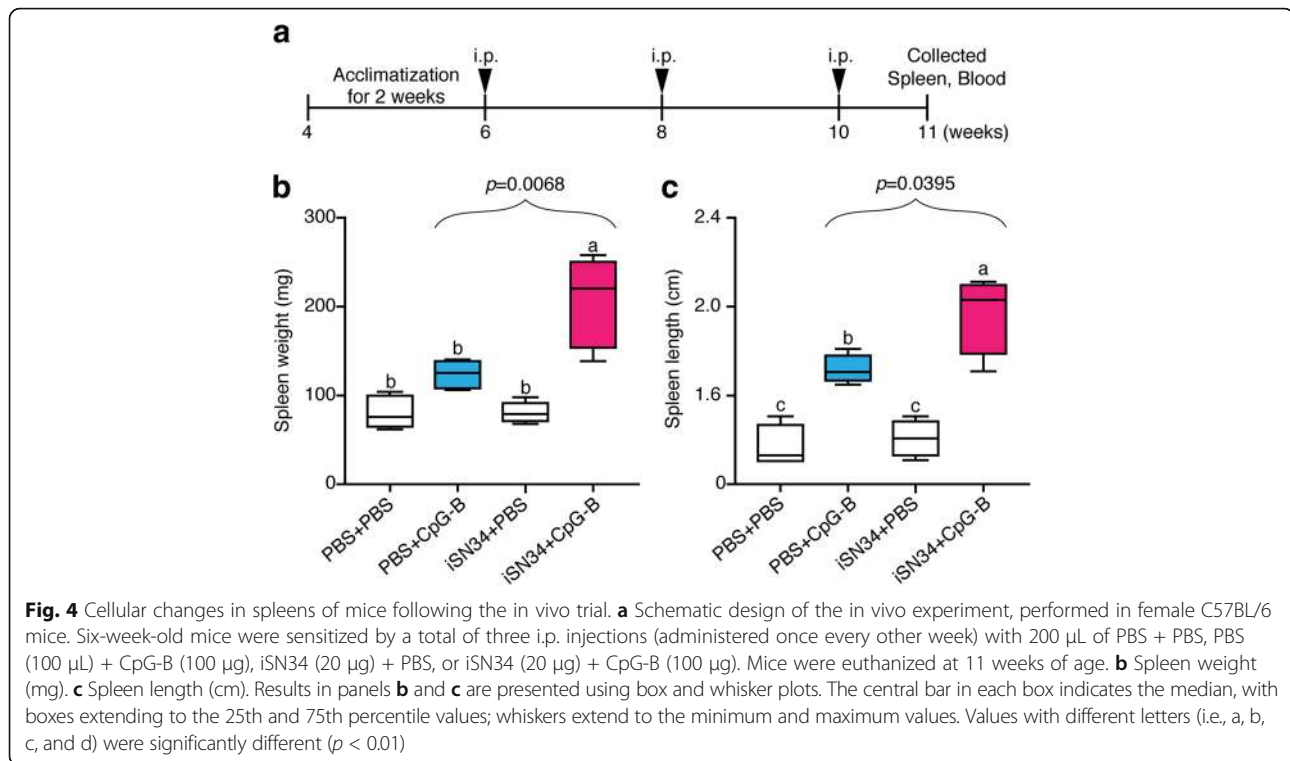 a
i.p. i.p. i.p. Collected
Acclimatization Spleen, Blood
for 2 weeks
4 6 8 10 11 (weeks)
b
p=0.0068
Spleen weight (mg)
300
200
100
0
b b b a
PBS+PBS
PBS+CpG-B
iSN34+PBS
iSN34+CpG-B
c
p=0.0395
Spleen length (cm)
2.4
2.0
1.6
0
c b c a
PBS+PBS
PBS+CpG-B
iSN34+PBS
iSN34+CpG-B
Fig. 4 Cellular changes in spleens of mice following the in vivo trial. a Schematic design of the in vivo experiment, performed in female C57BL/6
mice. Six-week-old mice were sensitized by a total of three i.p. injections (administered once every other week) with 200 μL of PBS + PBS, PBS
(100 μL) + CpG-B (100 μg), iSN34 (20 μg) + PBS, or iSN34 (20 μg) + CpG-B (100 μg). Mice were euthanized at 11 weeks of age. b Spleen weight
(mg). c Spleen length (cm). Results in panels b and c are presented using box and whisker plots. The central bar in each box indicates the median, with
boxes extending to the 25th and 75th percentile values; whiskers extend to the minimum and maximum values. Values with different letters (i.e., a, b,
c, and d) were significantly different (p < 0.01)